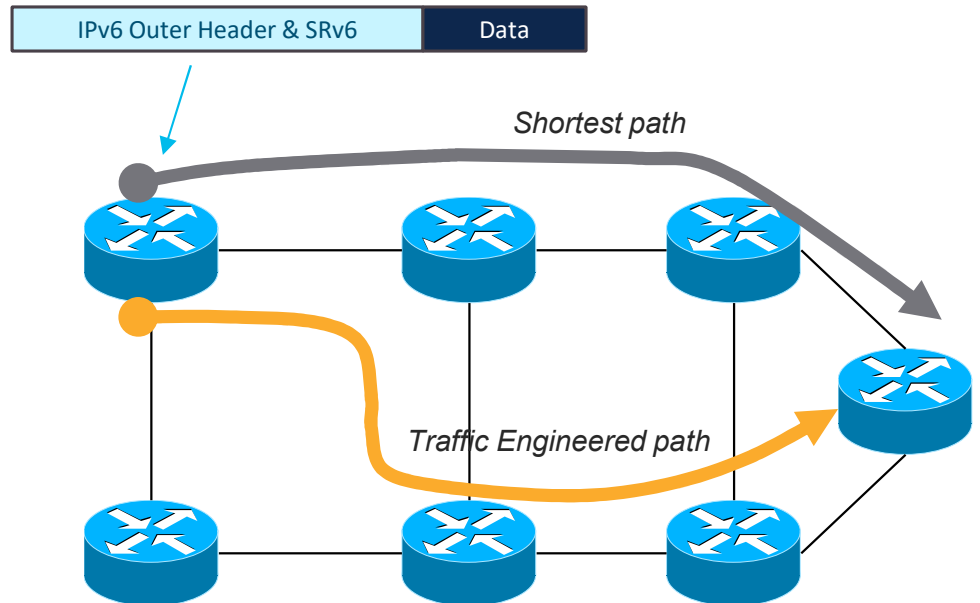 IPv6 Outer Header & SRv6
Data
Shortest path
Traffic Engineered path